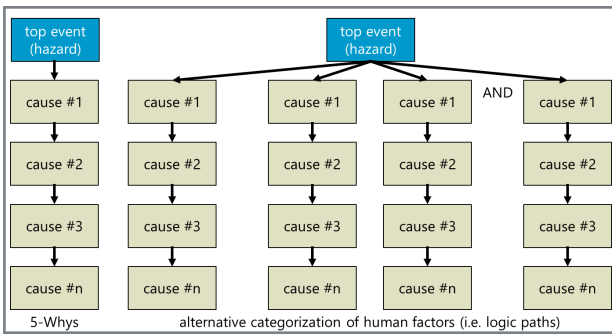 top event
(hazard)
top event
(hazard)
cause #1
cause #1
cause #1
cause #1
AND
cause #1
cause #2
cause #2
cause #2
cause #2
cause #2
cause #3
cause #3
cause #3
cause #3
cause #3
cause #n
cause #n
cause #n
cause #n
cause #n
5-Whys
alternative categorization of human factors (i.e. logic paths)